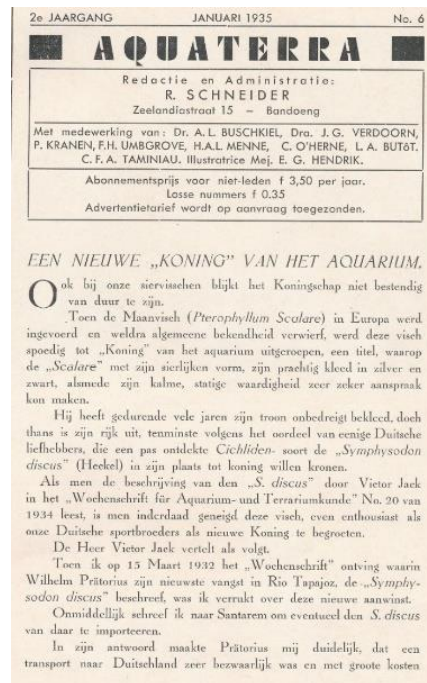 2e JAARGANG JANUARI 1935 No. 6
AQUATERRA
Redactie en Administratie:
R. SCHNEIDER
Zeelandiastraat 15 – Bandoeng
Met medewerking van: Dr. A. L. BUSCHKIEL, Dra. J. G. VERDOORN,
P. KRANEN, F.H. UMBGROVE, H.A.L. MENNE, C. O'HERNE, L. A. BUTÔT.
C. F. A. TAMINIAU. Illustratrice Mej. E. G. HENDRIK.
Abonnementsprijs voor niet-leden f 3,50 per jaar.
Losse nummers f 0.35
Advertentietarief wordt op aanvraag toegezonden.
EEN NIEUWE „KONING" VAN HET AQUARIUM.
Ook bij onze siervisschen blijkt het Koningschap niet bestendig
van duur te zijn.
Toen de Maanvisch (Pterophyllum Scalare) in Europa werd
ingevoerd en weldra algemeene bekendheid verwierf, werd deze visch
spoedig tot „Koning" van het aquarium uitgeroepen, een titel, waarop
de „Scalare" met zijn sierlijken vorm, zijn prachtig kleed in zilver en
zwart, alsmede zijn kalme, statige waardigheid zeer zeker aanspraak
kon maken.
Hij heeft gedurende vele jaren zijn troon onbedreigt bekleed, doch
thans is zijn rijk uit, tenminste volgens het oordeel van eenige Duitsche
liefhebbers, die een pas ontdekte Cichliden- soort de „Symphysodon
discus" (Heekel) in zijn plaats tot koning willen kronen.
Als men de beschrijving van den „S. discus" door Victor Jack
in het „Wochenschrift für Aquarium- und Terrariumkunde" No. 20 van
1934 leest, is men inderdaad geneigd deze visch, even enthousiast als
onze Duitsche sportbroeders als nieuwe Koning te begroeten.
De Heer Victor Jack vertelt als volgt.
Toen ik op 15 Maart 1932 het „Wochenschrift" ontving waarin
Wilhelm Prätorius zijn nieuwste vangst in Rio Tapajoz, de „Symphy-
sodon discus" beschreef, was ik verrukt over deze nieuwe aanwinst.
Onmiddellijk schreef ik naar Santarem om eventueel den S. discus
van daar te importeeren.
In zijn antwoord maakte Prätorius mij duidelijk, dat een
transport naar Duitschland zeer bezwaarlijk was en met groote kosten